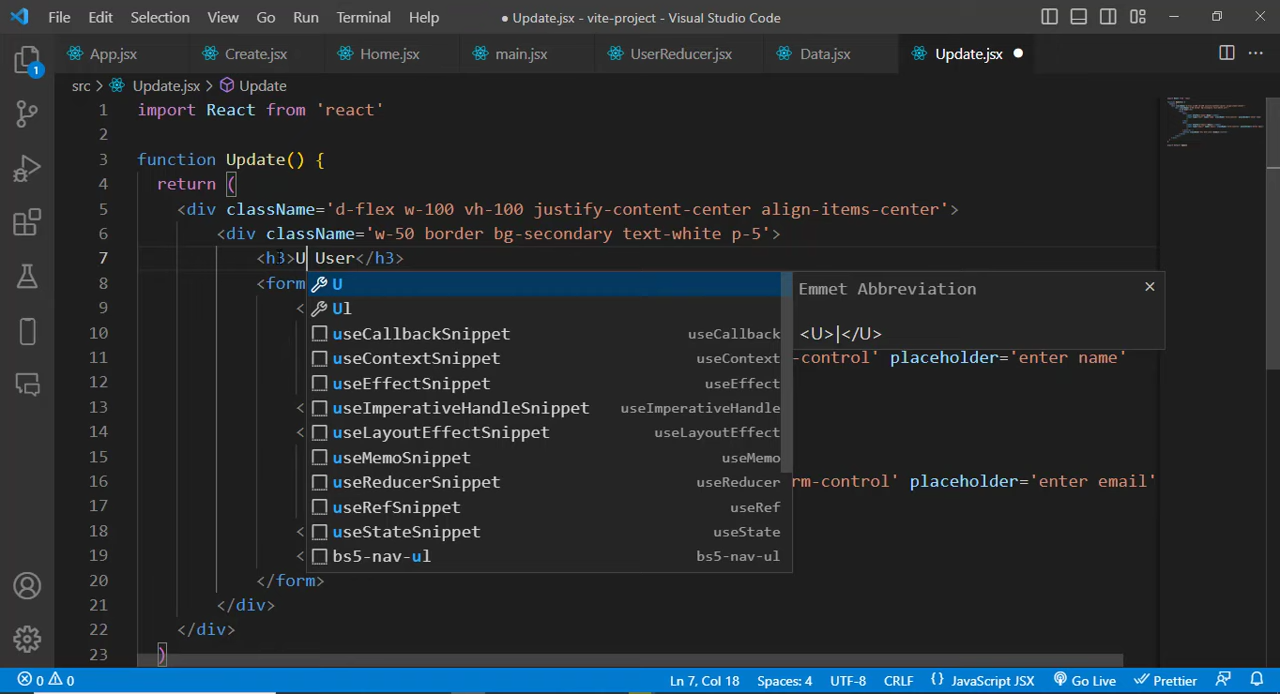 File Edit Selection View Go Run Terminal Help ● Update.jsx - vite-project - Visual Studio Code
App.jsx Create.jsx Home.jsx main.jsx UserReducer.jsx Data.jsx Update.jsx ●
1
src > Update.jsx > Update
1 import React from 'react'
2
3 function Update() {
4 return (
5 <div className='d-flex w-100 vh-100 justify-content-center align-items-center'>
6 <div className='w-50 border bg-secondary text-white p-5'>
7 <h3>U User</h3>
8 <form U
Emmet Abbreviation
9 < Ul
10 useCallbackSnippet useCallback <U>|</U>
11 useContextSnippet useContext -control' placeholder='enter name'
12 useEffectSnippet useEffect
13 < useImperativeHandleSnippet useImperativeHandle
14 < useLayoutEffectSnippet useLayoutEffect
15 < useMemoSnippet useMemo
16 useReducerSnippet useReducer rm-control' placeholder='enter email'
17 useRefSnippet useRef
18 < useStateSnippet useState
19 < bs5-nav-ul bs5-nav-ul
20 </form>
21 </div>
22 </div>
23 )
0 0 Ln 7, Col 18 Spaces: 4 UTF-8 CRLF {} JavaScript JSX Go Live Prettier